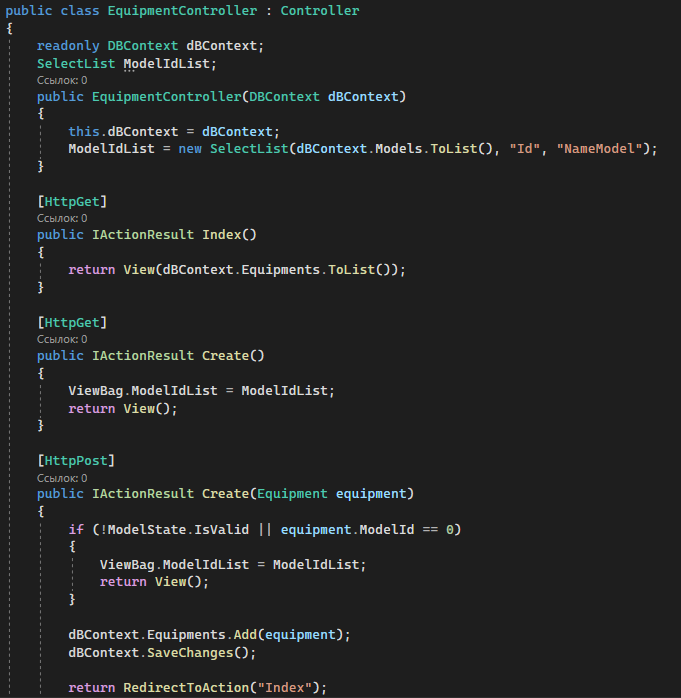 public class EquipmentController : Controller
{
readonly DBContext dBContext;
SelectList ModelIdList;
Ссылок: 0
public EquipmentController(DBContext dBContext)
{
this.dBContext = dBContext;
ModelIdList = new SelectList(dBContext.Models.ToList(), "Id", "NameModel");
}
[HttpGet]
Ссылок: 0
public IActionResult Index()
{
return View(dBContext.Equipments.ToList());
}
[HttpGet]
Ссылок: 0
public IActionResult Create()
{
ViewBag.ModelIdList = ModelIdList;
return View();
}
[HttpPost]
Ссылок: 0
public IActionResult Create(Equipment equipment)
{
if (!ModelState.IsValid || equipment.ModelId == 0)
{
ViewBag.ModelIdList = ModelIdList;
return View();
}
dBContext.Equipments.Add(equipment);
dBContext.SaveChanges();
return RedirectToAction("Index");